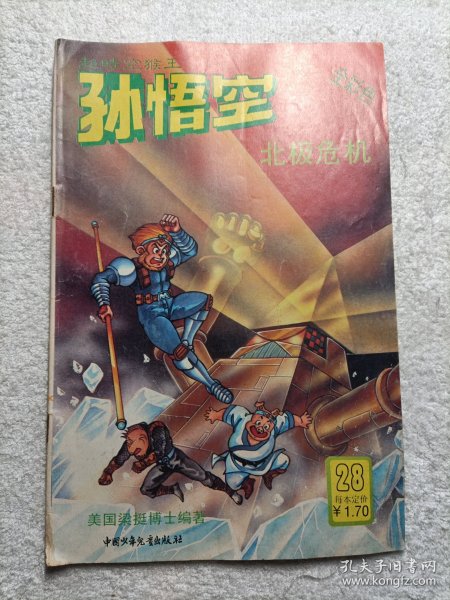 超时空猴王
孙悟空
北极危机
28
每本定价
¥1.70
美国梁挺博士编著
中国少年儿童出版社
孔夫子旧书网
www.kongfz.com